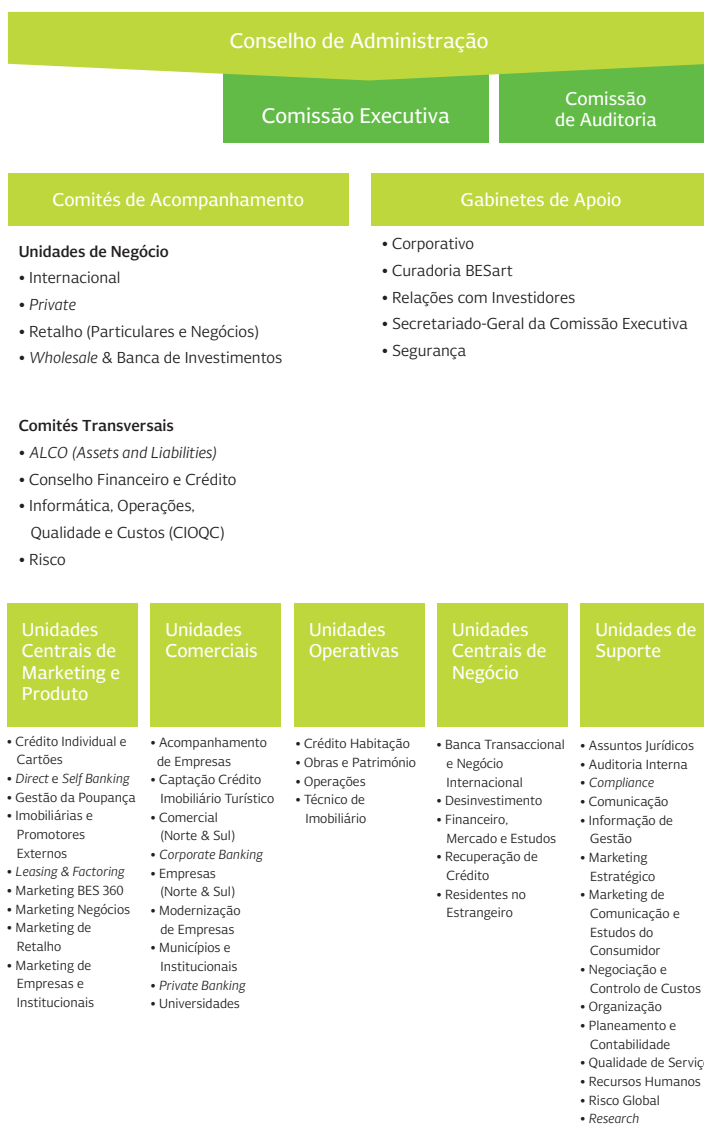 Conselho de Administração
Comissão Executiva
Comissão
de Auditoria
Comités de Acompanhamento
Unidades de Negócio
• Internacional
• Private
• Retalho (Particulares e Negócios)
• Wholesale & Banca de Investimentos
Comités Transversais
• ALCO (Assets and Liabilities)
• Conselho Financeiro e Crédito
• Informática, Operações,
Qualidade e Custos (CIOQC)
• Risco
Gabinetes de Apoio
• Corporativo
• Curadoria BESart
• Relações com Investidores
• Secretariado-Geral da Comissão Executiva
• Segurança
Unidades
Centrais de
Marketing e
Produto
• Crédito Individual e
Cartões
• Direct e Self Banking
• Gestão da Poupança
• Imobiliárias e
Promotores
Externos
• Leasing & Factoring
• Marketing BES 360
• Marketing Negócios
• Marketing de
Retalho
• Marketing de
Empresas e
Institucionais
Unidades
Comerciais
• Acompanhamento
de Empresas
• Captação Crédito
Imobiliário Turístico
• Comercial
(Norte & Sul)
• Corporate Banking
• Empresas
(Norte & Sul)
• Modernização
de Empresas
• Municípios e
Institucionais
• Private Banking
• Universidades
Unidades
Operativas
• Crédito Habitação
• Obras e Património
• Operações
• Técnico de
Imobiliário
Unidades
Centrais de
Negócio
• Banca Transaccional
e Negócio
Internacional
• Desinvestimento
• Financeiro,
Mercado e Estudos
• Recuperação de
Crédito
• Residentes no
Estrangeiro
Unidades de
Suporte
• Assuntos Jurídicos
• Auditoria Interna
• Compliance
• Comunicação
• Informação de
Gestão
• Marketing
Estratégico
• Marketing de
Comunicação e
Estudos do
Consumidor
• Negociação e
Controlo de Custos
• Organização
• Planeamento e
Contabilidade
• Qualidade de Serviç
• Recursos Humanos
• Risco Global
• Research